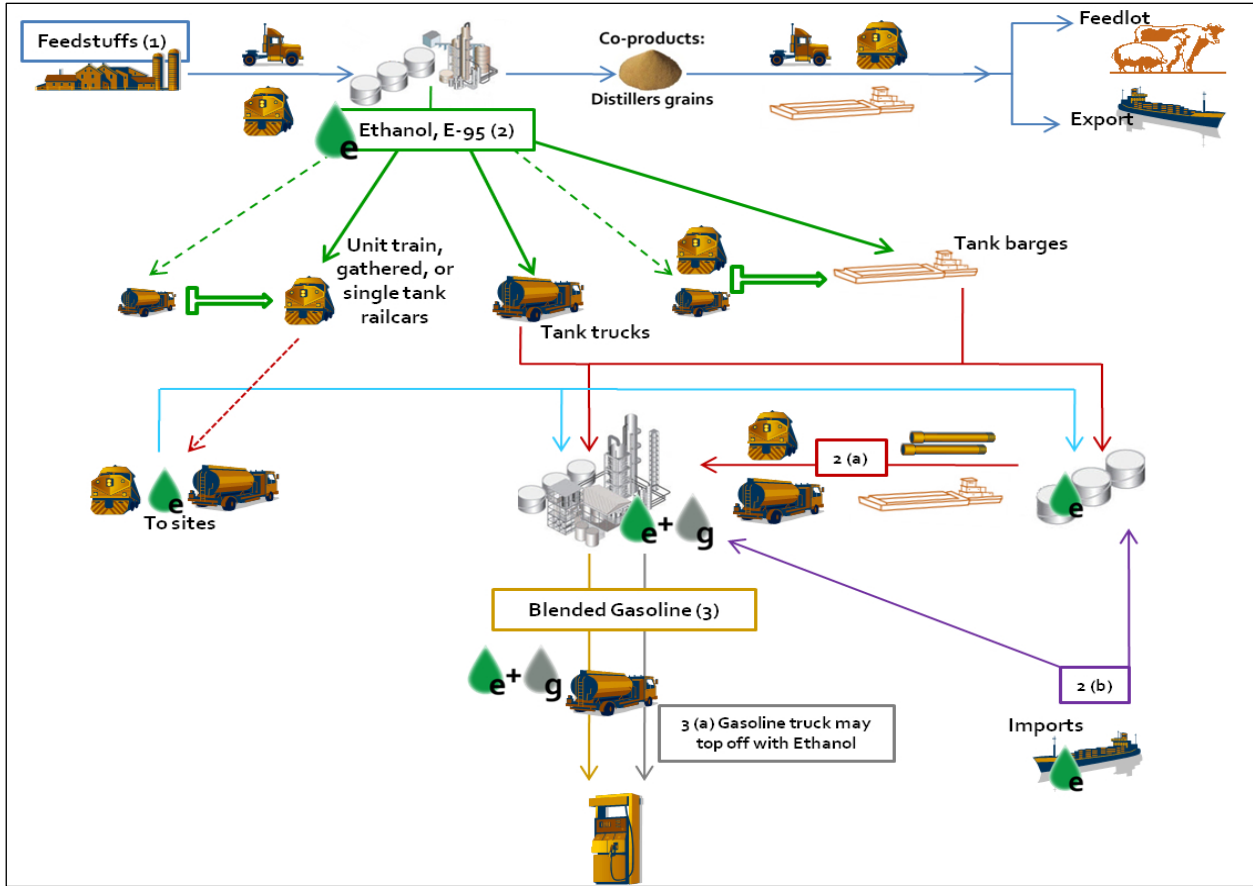 Feedstuffs (1)
Co-products:
Distillers grains
Feedlot
Export
e
Ethanol, E-95 (2)
Unit train,
gathered, or
single tank
railcars
Tank trucks
Tank barges
2 (a)
e
To sites
e+
g
e
Blended Gasoline (3)
e+
g
3 (a) Gasoline truck may
top off with Ethanol
2 (b)
Imports
e